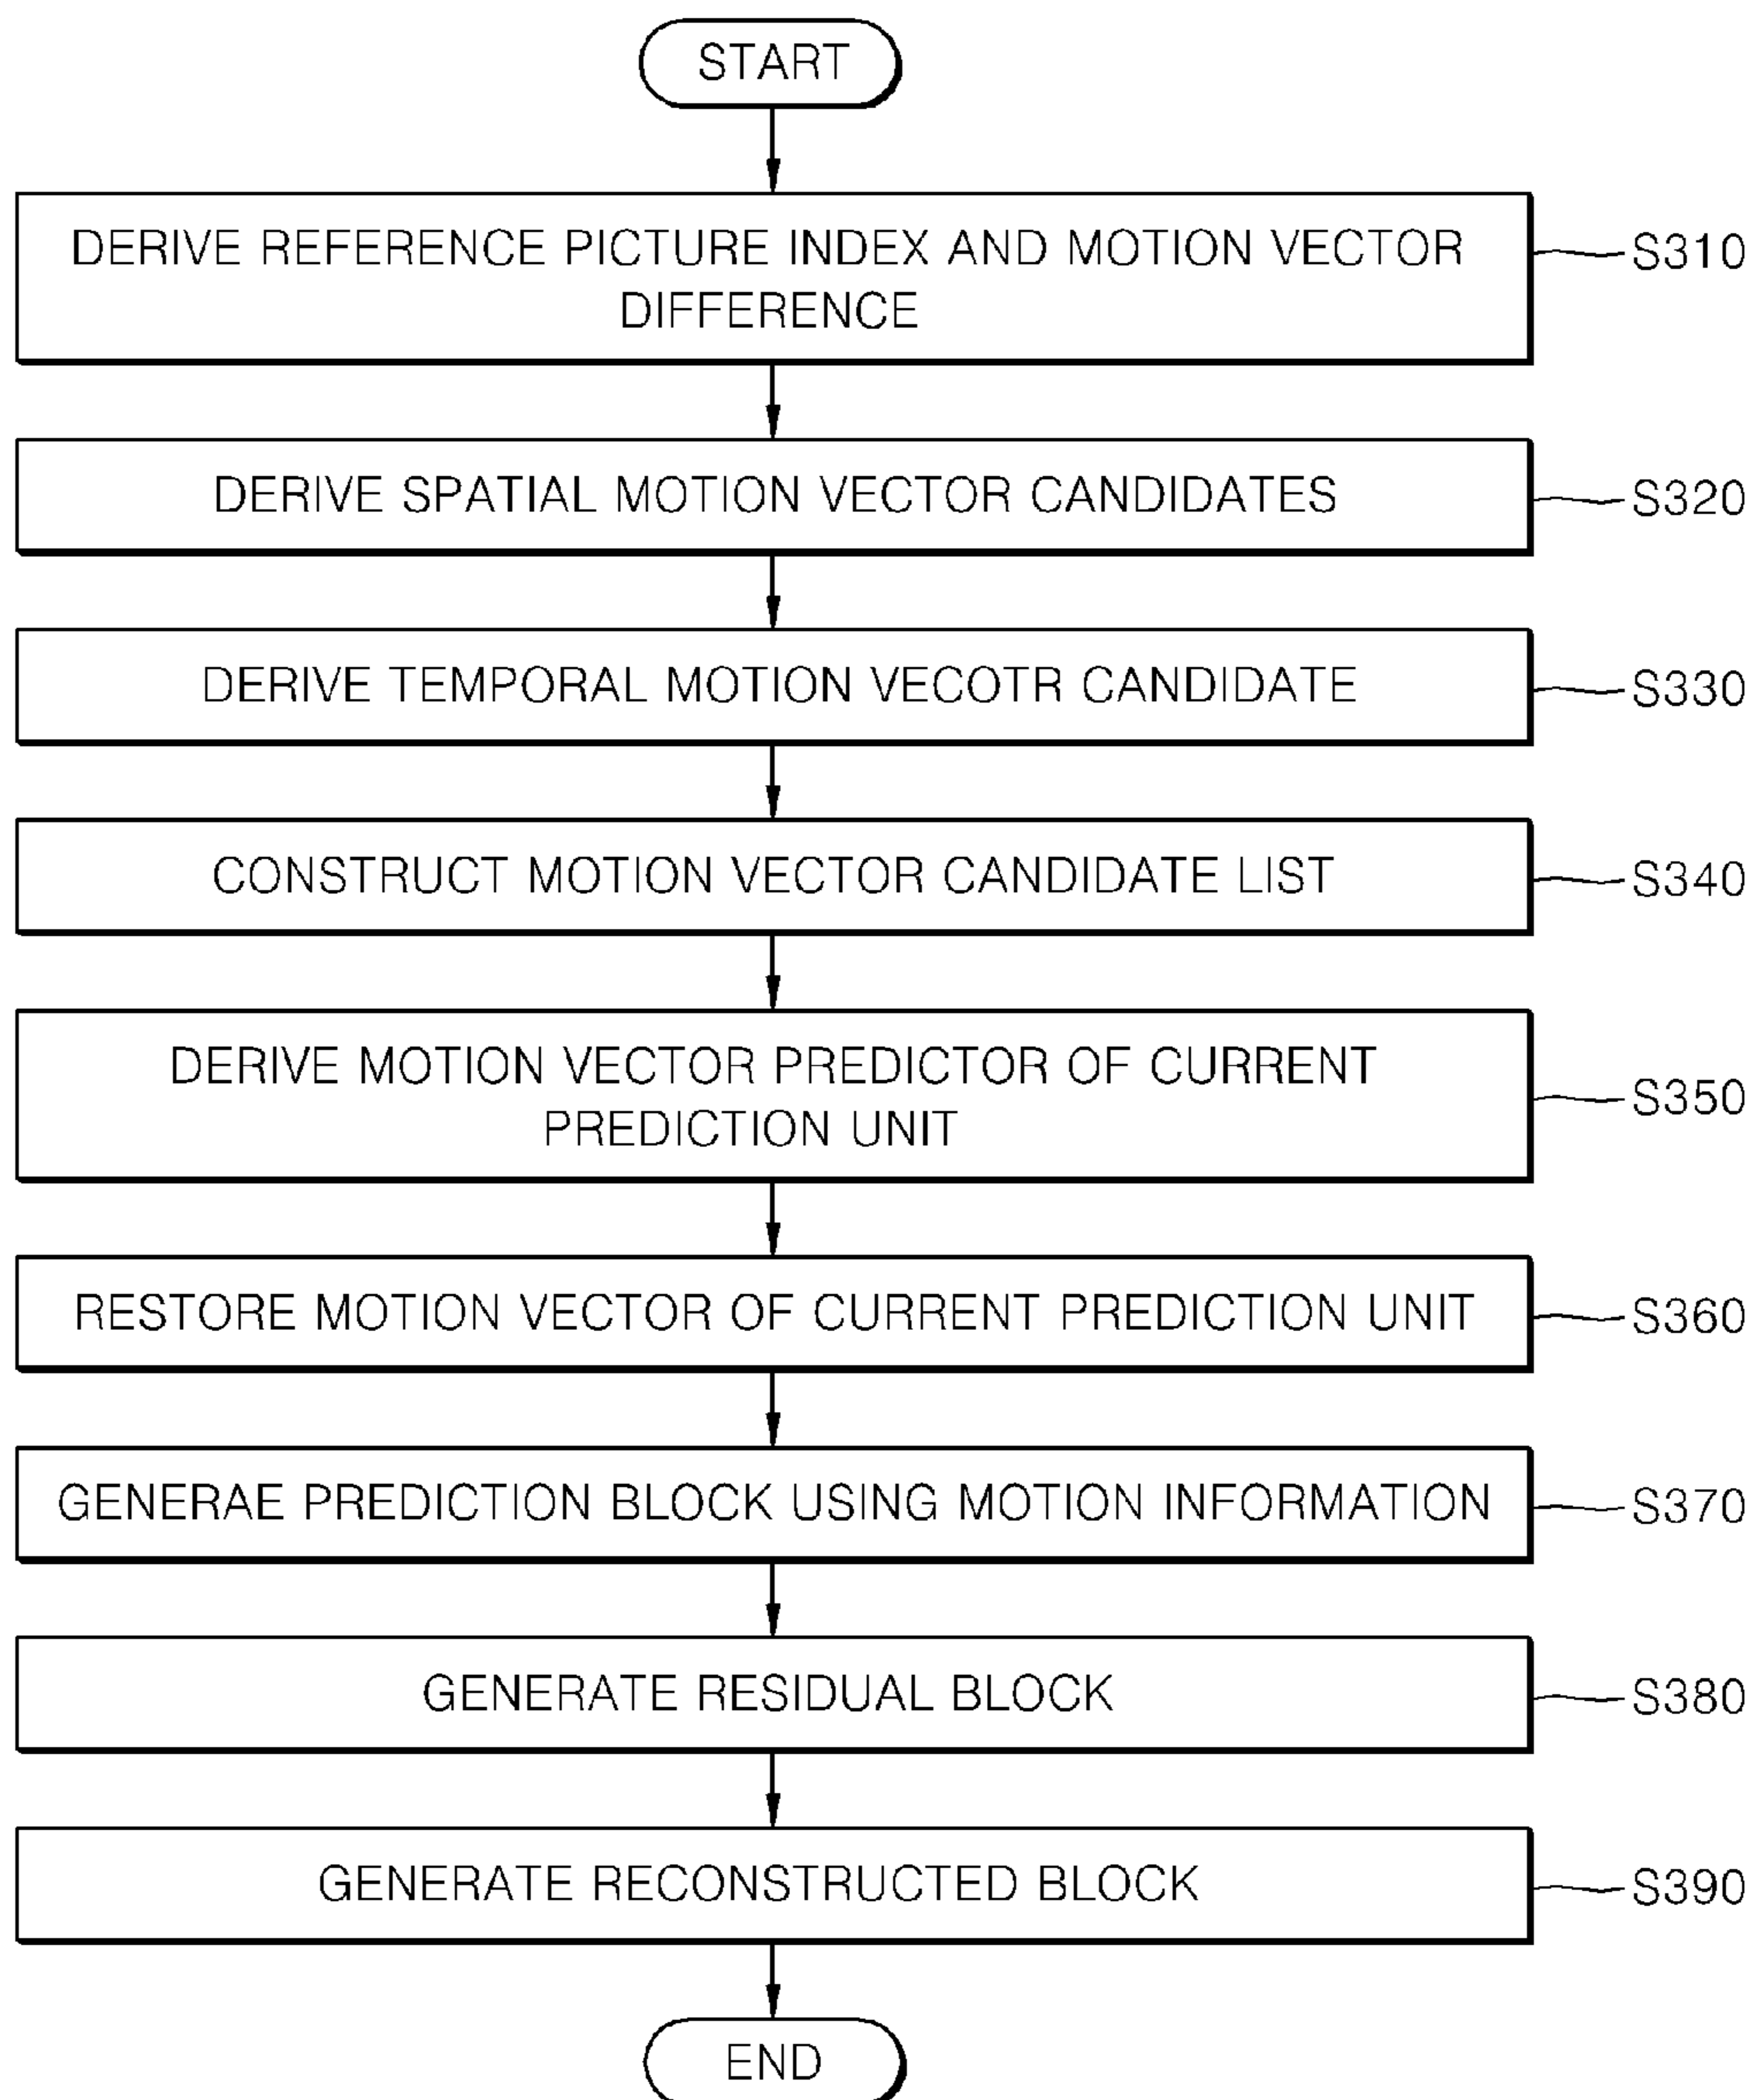 START
DERIVE REFERENCE PICTURE INDEX AND MOTION VECTOR
DIFFERENCE
S310
DERIVE SPATIAL MOTION VECTOR CANDIDATES
S320
DERIVE TEMPORAL MOTION VECOTR CANDIDATE
S330
CONSTRUCT MOTION VECTOR CANDIDATE LIST
S340
DERIVE MOTION VECTOR PREDICTOR OF CURRENT
PREDICTION UNIT
S350
RESTORE MOTION VECTOR OF CURRENT PREDICTION UNIT
S360
GENERAE PREDICTION BLOCK USING MOTION INFORMATION
S370
GENERATE RESIDUAL BLOCK
S380
GENERATE RECONSTRUCTED BLOCK
S390
END